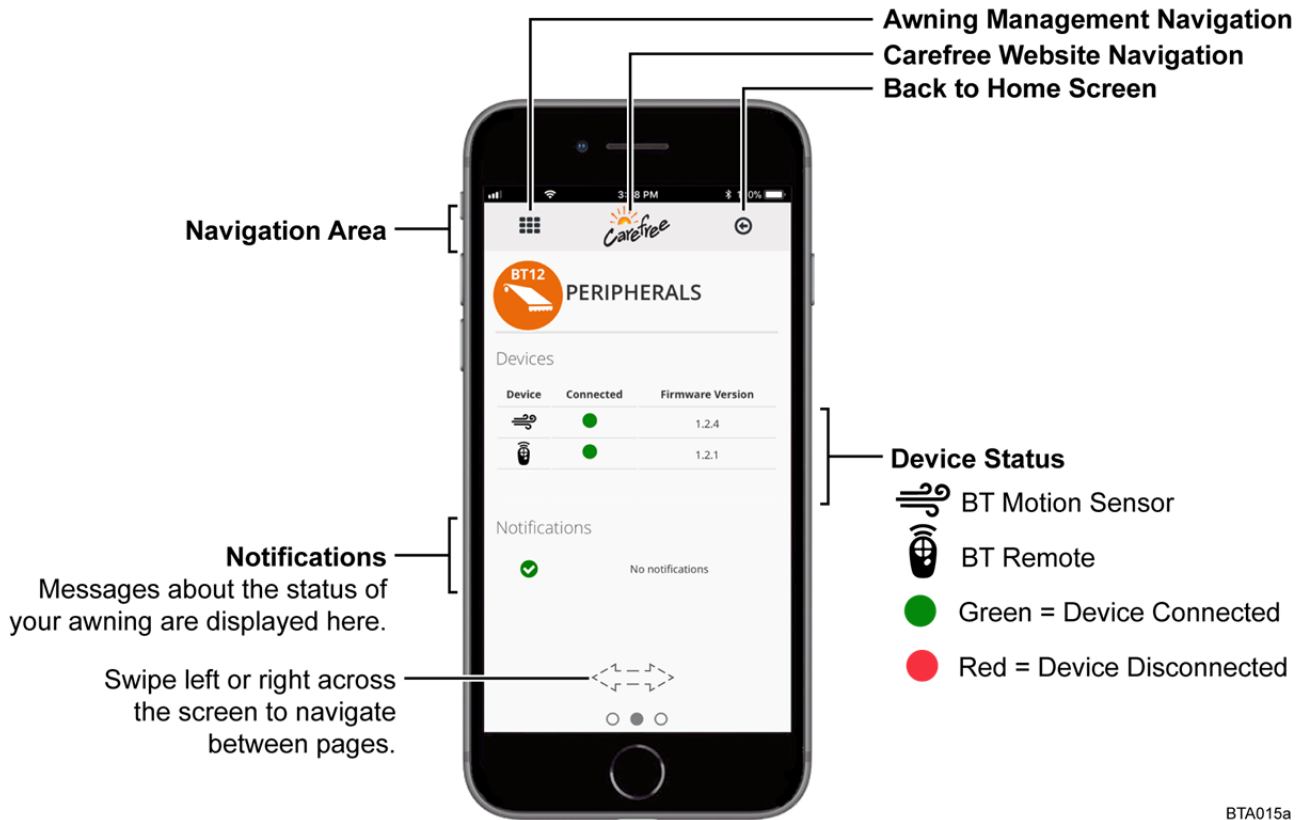 Awning Management Navigation
Carefree Website Navigation
Back to Home Screen
Navigation Area
100%
Carefree
BT12
PERIPHERALS
Devices
Device Connected Firmware Version
1.2.4
1.2.1
Device Status
BT Motion Sensor
BT Remote
Green = Device Connected
Red = Device Disconnected
Notifications
No notifications
Notifications
Messages about the status of
your awning are displayed here.
Swipe left or right across
the screen to navigate
between pages.
BTA015a